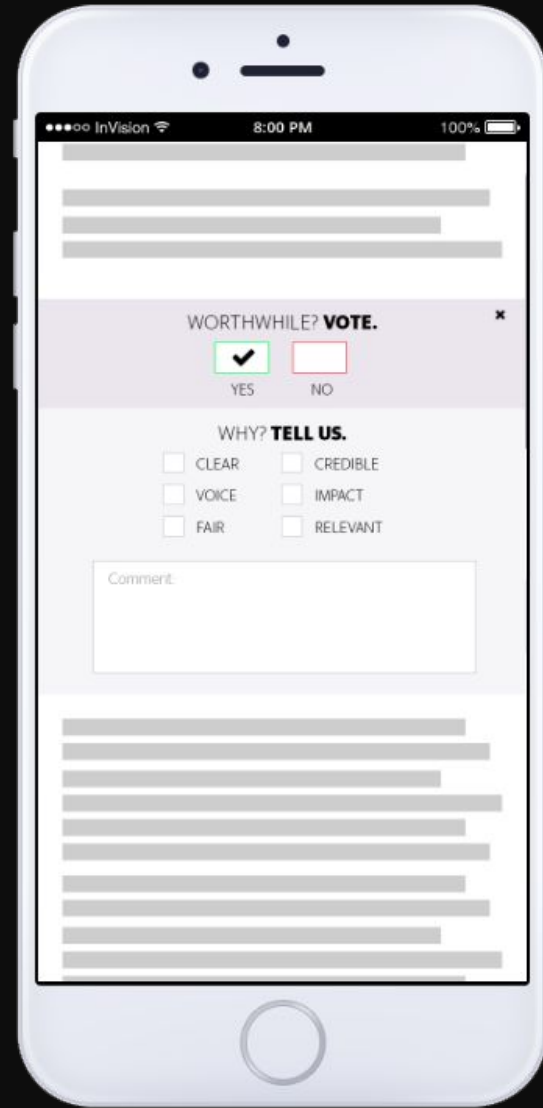 ●●●○○ InVision 8:00 PM 100%
WORTHWHILE? VOTE.
✖
✔
YES NO
WHY? TELL US.
CLEAR CREDIBLE
VOICE IMPACT
FAIR RELEVANT
Comment